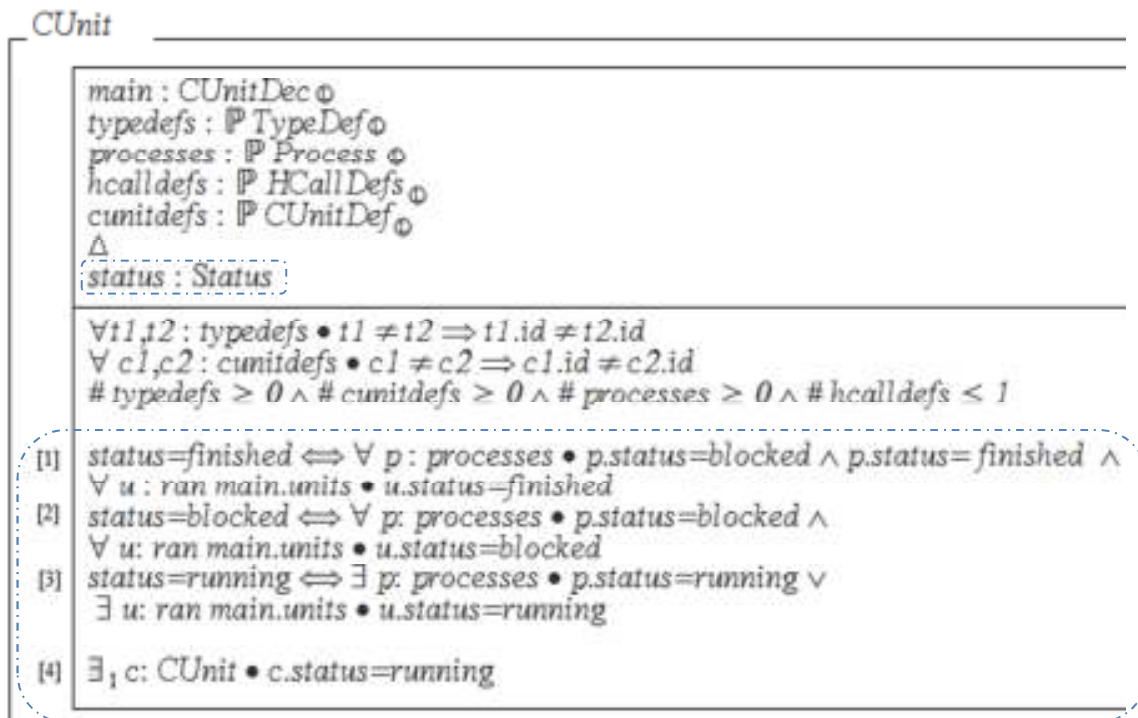 CUnit
main : CUnitDec ©
typedefs : ℙ TypeDef ©
processes : ℙ Process ©
hcalldefs : ℙ HCallDefs ©
cunitdefs : ℙ CUnitDef ©
Δ
status : Status
∀t1,t2 : typedefs • t1 ≠ t2 ⟹ t1.id ≠ t2.id
∀ c1,c2 : cunitdefs • c1 ≠ c2 ⟹ c1.id ≠ c2.id
# typedefs ≥ 0 ∧ # cunitdefs ≥ 0 ∧ # processes ≥ 0 ∧ # hcalldefs < 1
[1] status=finished ⟺ ∀ p : processes • p.status=blocked ∧ p.status= finished ∧
∀ u : ran main.units • u.status=finished
[2] status=blocked ⟺ ∀ p: processes • p.status=blocked ∧
∀ u: ran main.units • u.status=blocked
[3] status=running ⟺ ∃ p: processes • p.status=running ∨
∃ u: ran main.units • u.status=running
[4] ∃₁ c: CUnit • c.status=running